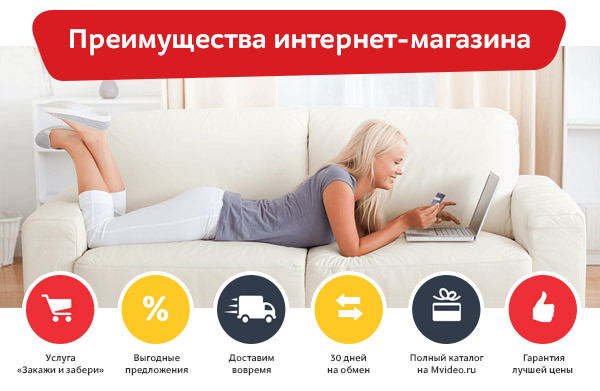 Преимущества интернет-магазина
Услуга
«Закажи и забери»
Выгодные
предложения
Доставим
вовремя
30 дней
на обмен
Полный каталог
на Mvideo.ru
Гарантия
лучшей цены